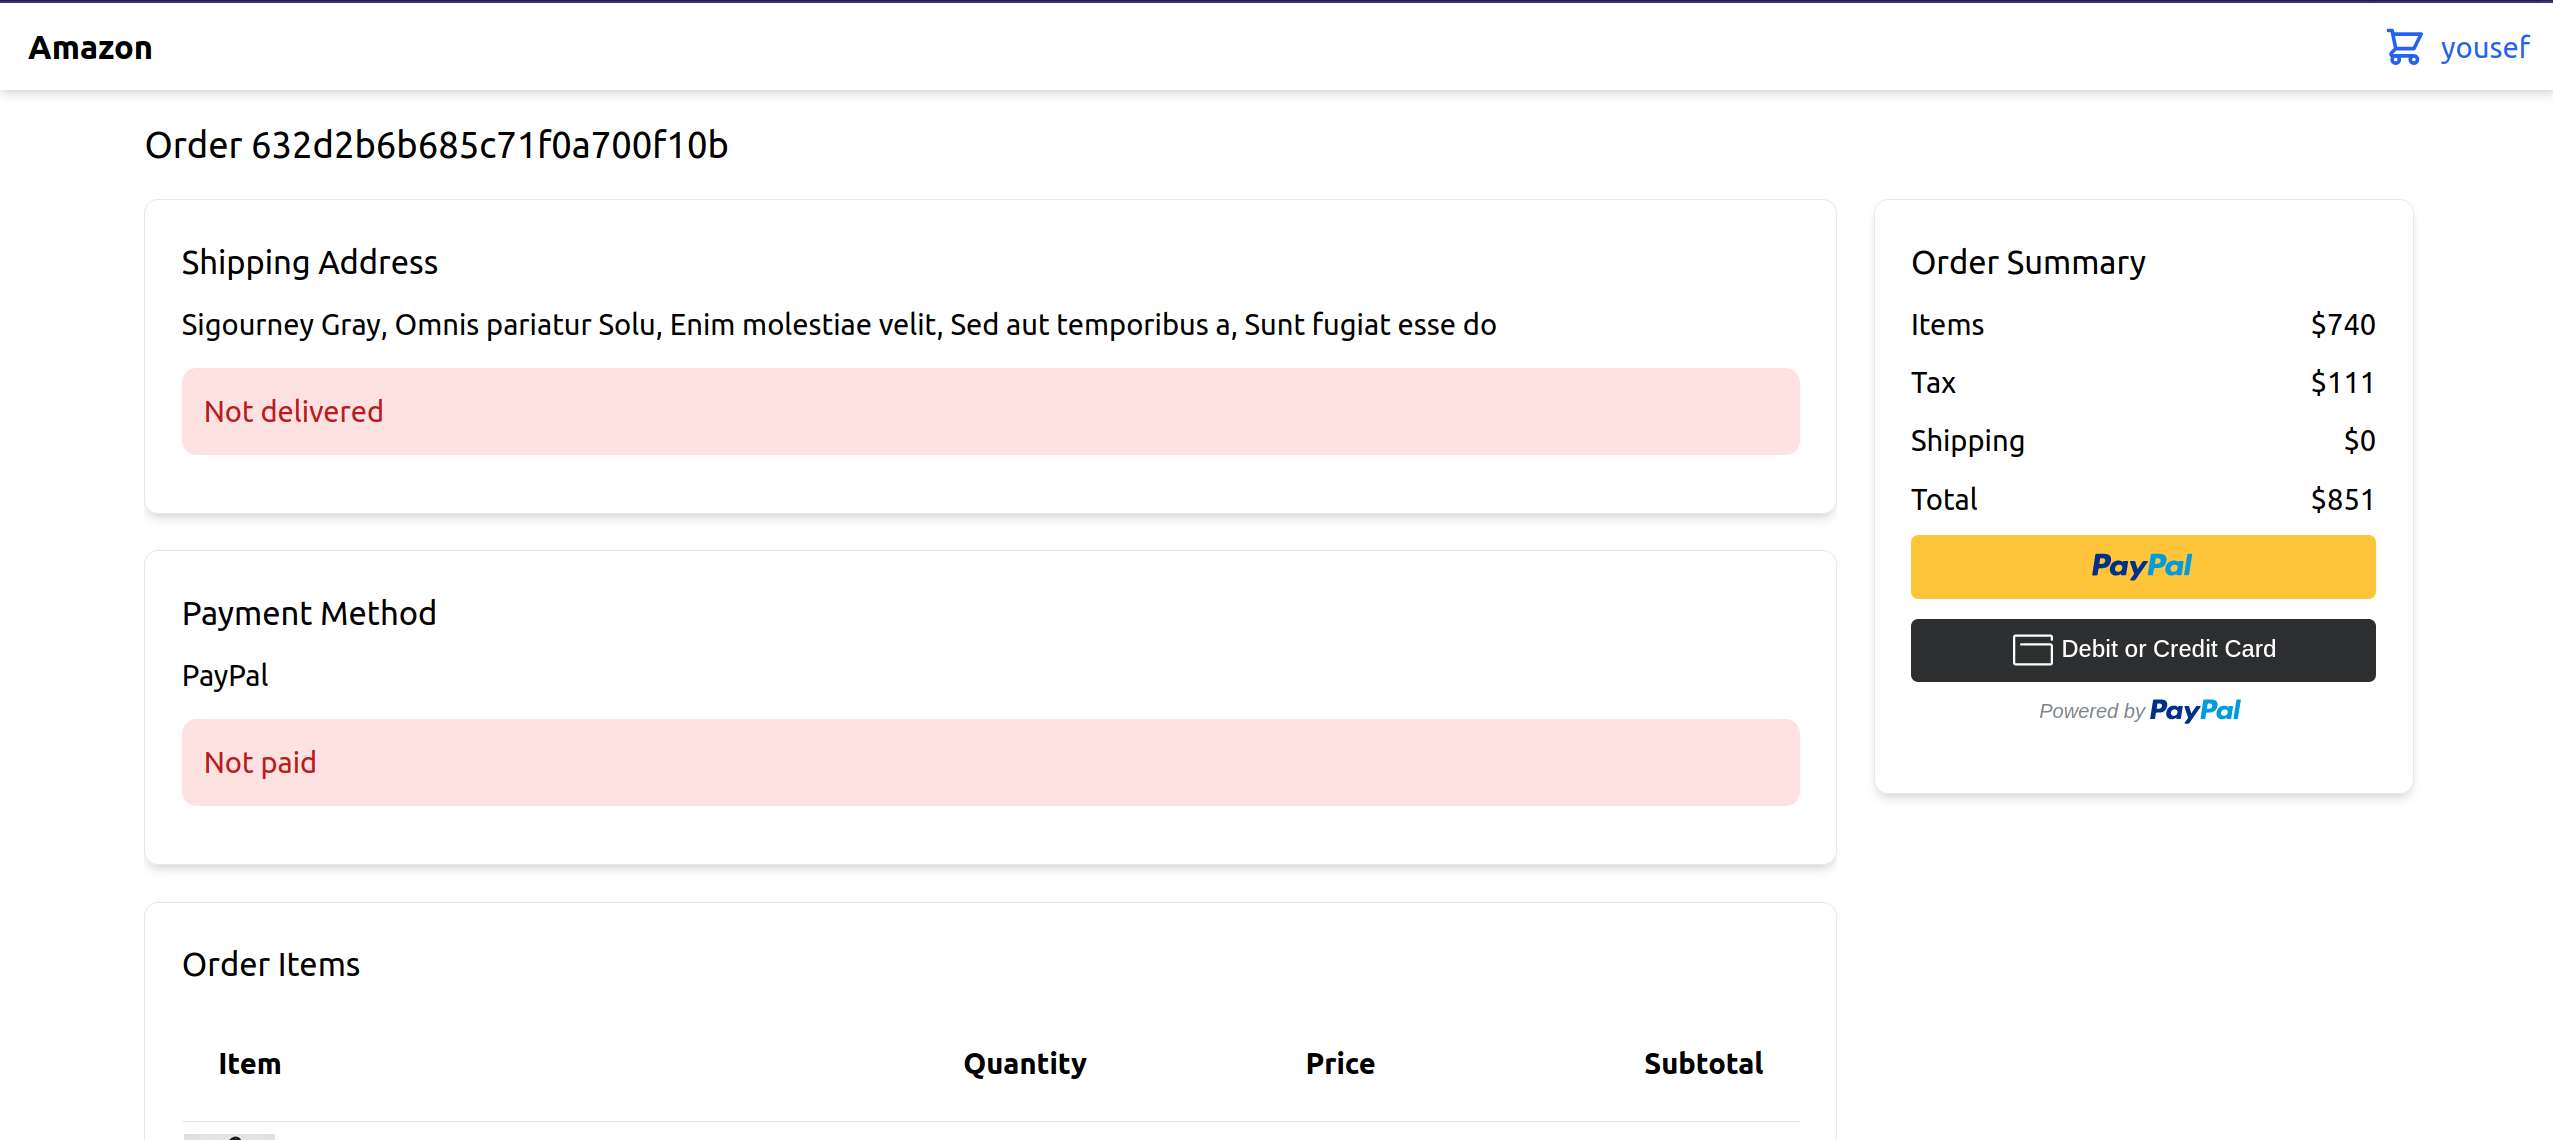 Amazon
yousef
Order 632d2b6b685c71f0a700f10b
Shipping Address
Sigourney Gray, Omnis pariatur Solu, Enim molestiae velit, Sed aut temporibus a, Sunt fugiat esse do
Not delivered
Payment Method
PayPal
Not paid
Order Items
Item Quantity Price Subtotal
Order Summary
Items $740
Tax $111
Shipping $0
Total $851
PayPal
Debit or Credit Card
Powered by PayPal